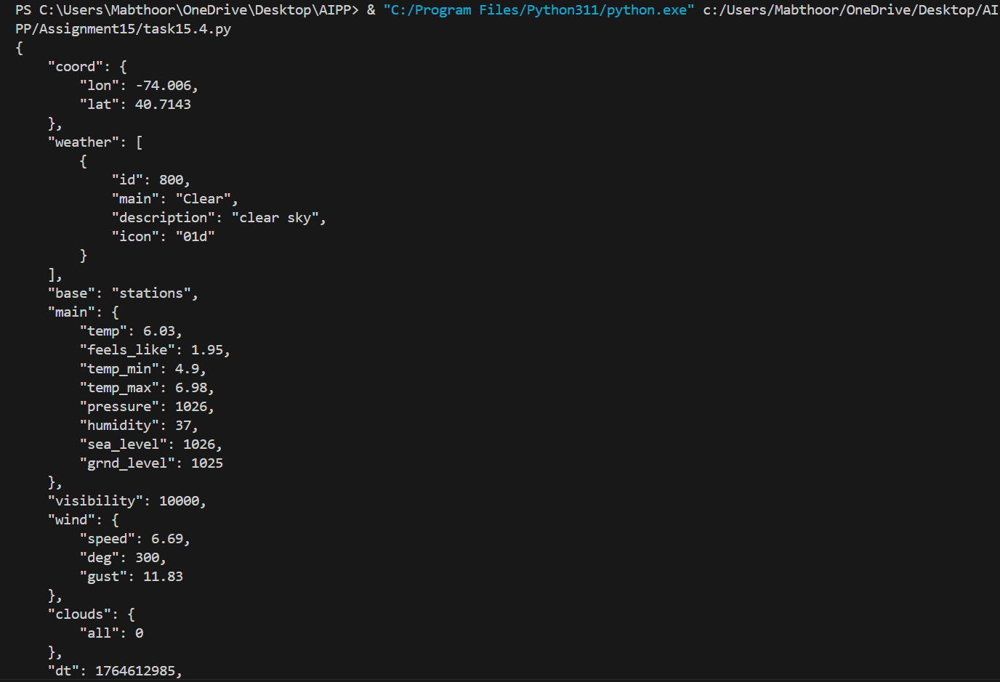 PS C:\Users\Mabthoor\OneDrive\Desktop\AIPP> & "C:/Program Files/Python311/python.exe" c:/Users/Mabthoor/OneDrive/Desktop/AI
PP/Assignment15/task15.4.py
{
    "coord": {
        "lon": -74.006,
        "lat": 40.7143
    },
    "weather": [
        {
            "id": 800,
            "main": "Clear",
            "description": "clear sky",
            "icon": "01d"
        }
    ],
    "base": "stations",
    "main": {
        "temp": 6.03,
        "feels_like": 1.95,
        "temp_min": 4.9,
        "temp_max": 6.98,
        "pressure": 1026,
        "humidity": 37,
        "sea_level": 1026,
        "grnd_level": 1025
    },
    "visibility": 10000,
    "wind": {
        "speed": 6.69,
        "deg": 300,
        "gust": 11.83
    },
    "clouds": {
        "all": 0
    },
    "dt": 1764612985,